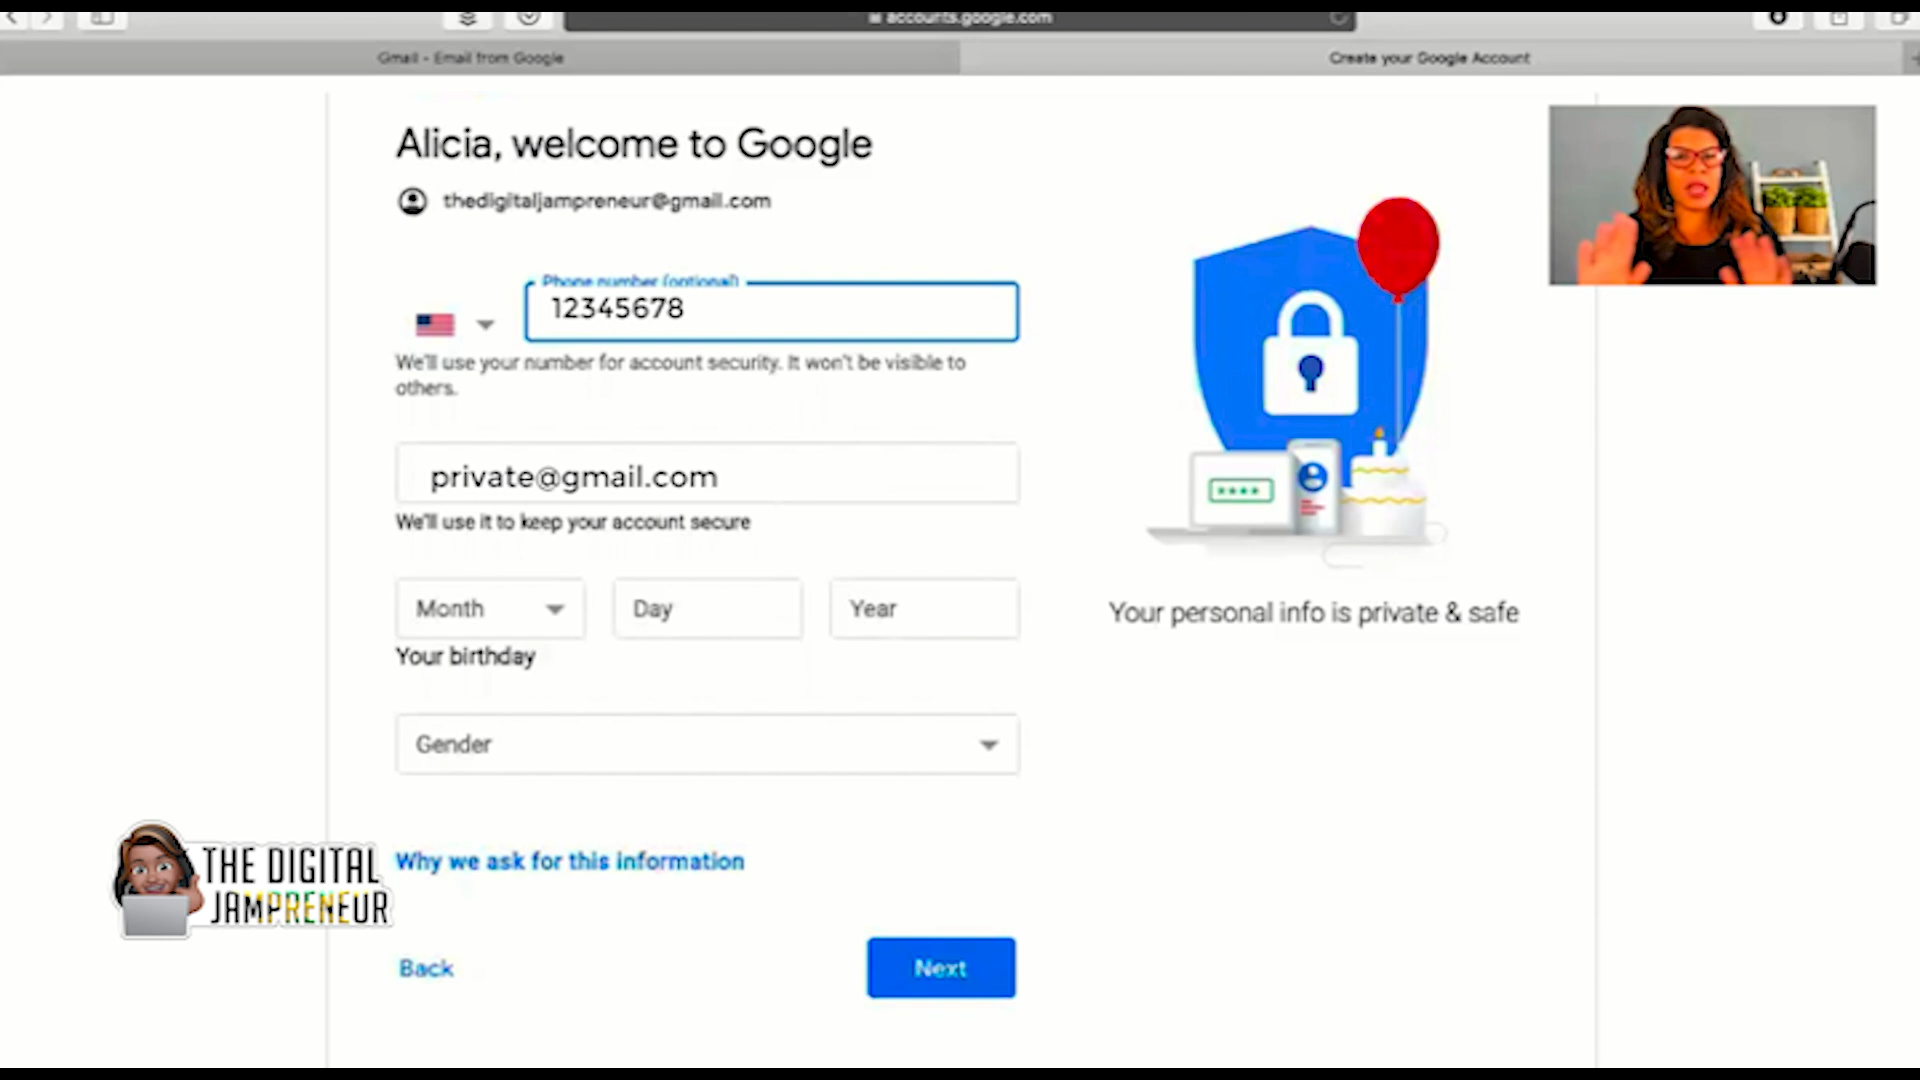 accounts.google.com
Gmail - Email from Google
Create your Google Account
Alicia, welcome to Google
thedigitaljampreneur@gmail.com
Phone number (optional)
12345678
We'll use your number for account security. It won't be visible to
others.
private@gmail.com
We'll use it to keep your account secure
Month
Day
Year
Your birthday
Gender
Why we ask for this information
Back
Next
Your personal info is private & safe
THE DIGITAL
JAMPRENEUR